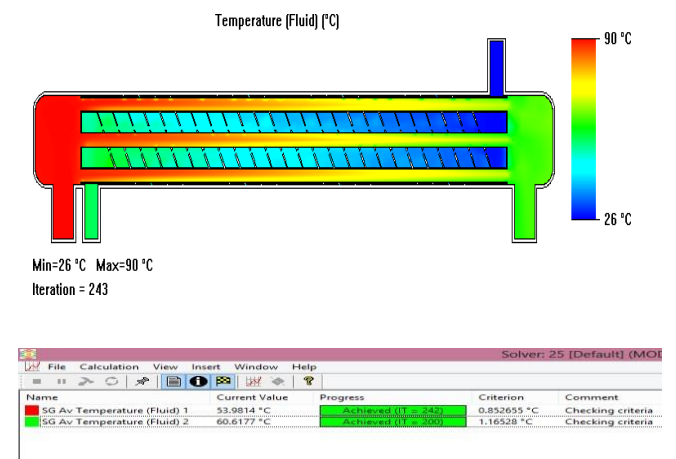 Temperature (Fluid) (°C)
90 °C
26 °C
Min=26 °C Max=90 °C
Iteration = 243
Solver: 25 [Default] (MOD
File Calculation View Insert Window Help
Name Current Value Progress Criterion Comment
SG Av Temperature (Fluid) 1 53.9814 °C Achieved (IT = 242) 0.852655 °C Checking criteria
SG Av Temperature (Fluid) 2 60.6177 °C Achieved (IT = 200) 1.16528 °C Checking criteria